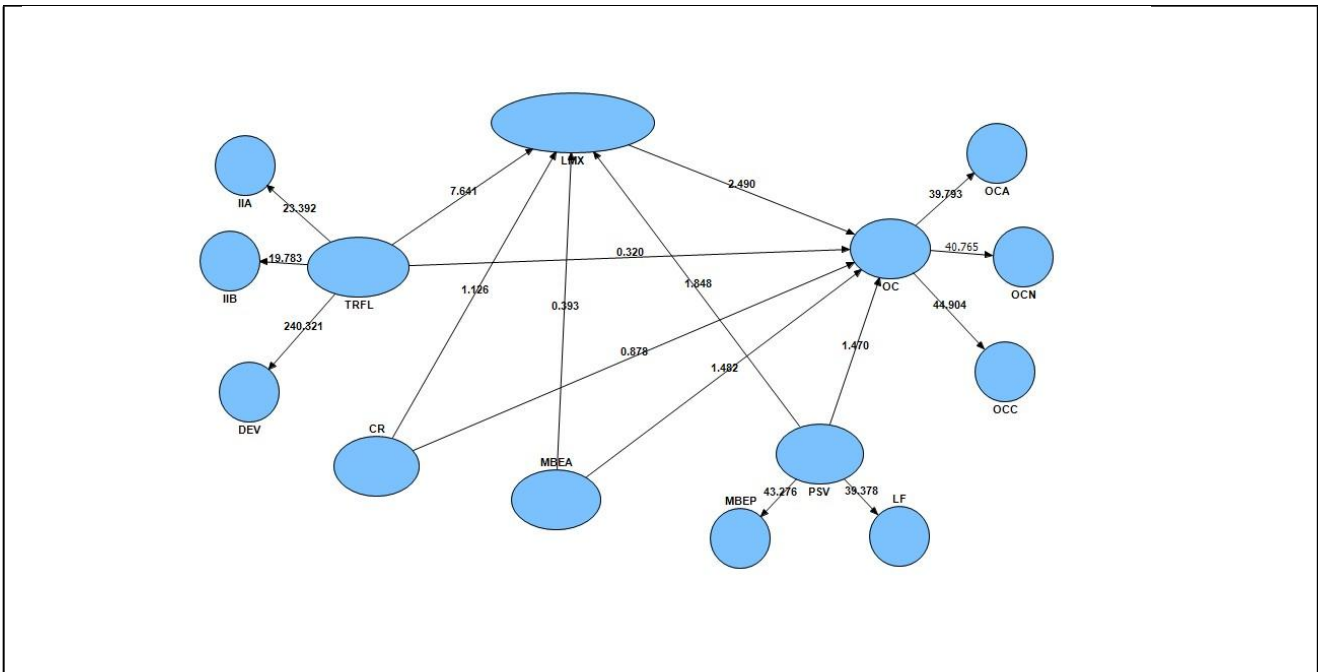 LMX
OCA
IIA
39.793
2.490
7.641
23.392
40.765
0.320
19.783
OC
OCN
IIB
1.848
1.126
TRFL
0.393
44.904
240.321
1.470
0.878
1.482
OCC
DEV
CR
MBEA
43.276
PSV
39.378
MBEP
LF